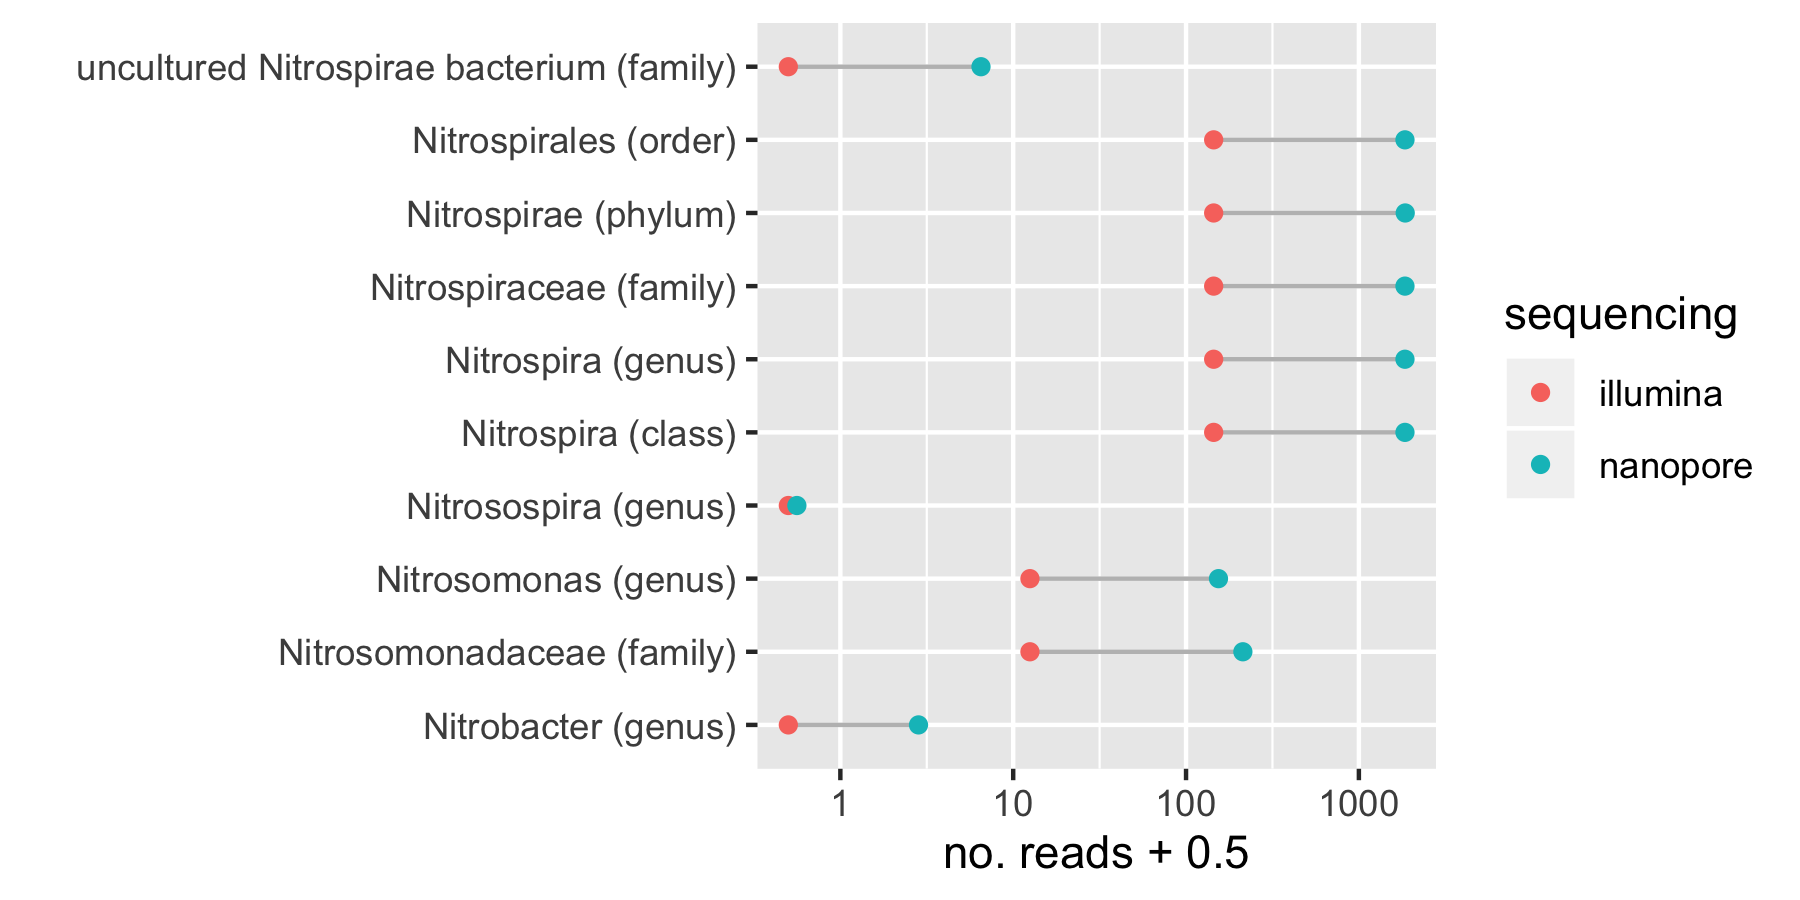 uncultured Nitrospirae bacterium (family)
Nitrospirales (order)
Nitrospirae (phylum)
Nitrospiraceae (family)
Nitrospira (genus)
Nitrospira (class)
Nitrosospira (genus)
Nitrosomonas (genus)
Nitrosomonadaceae (family)
Nitrobacter (genus)
1 10 100 1000
no. reads + 0.5
sequencing
illumina
nanopore